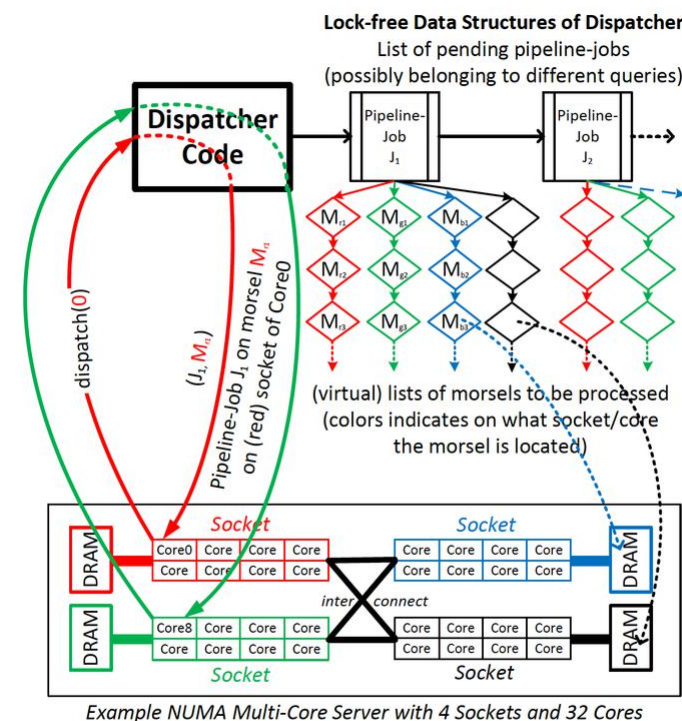 Lock-free Data Structures of Dispatcher
List of pending pipeline-jobs
(possibly belonging to different queries)
Dispatcher
Code
Pipeline-
Job
J₁
Pipeline-
Job
J₂
Mr1 Mg1 Mb1
Mr2 Mg2 Mb2
Mr3 Mg3 Mb3
dispatch(0)
(J₁, Mr1)
Pipeline-Job J₁ on morsel Mr1
on (red) socket of Core0
(virtual) lists of morsels to be processed
(colors indicates on what socket/core
the morsel is located)
Socket Socket
DRAM Core0 Core Core Core Core Core Core Core DRAM
Core Core Core Core Core Core Core Core
inter connect
DRAM Core8 Core Core Core Core Core Core Core DRAM
Core Core Core Core Core Core Core Core
Socket Socket
Example NUMA Multi-Core Server with 4 Sockets and 32 Cores